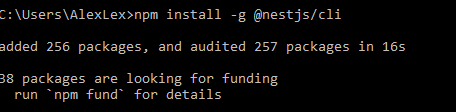 C:\Users\AlexLex>npm install -g @nestjs/cli
added 256 packages, and audited 257 packages in 16s
38 packages are looking for funding
run `npm fund` for details